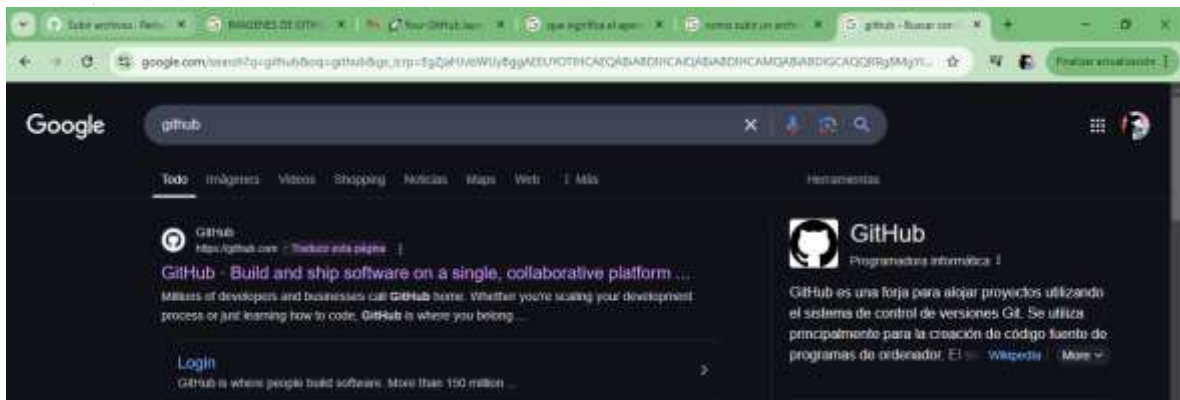 Subir archivos
IMAGENES DE GITH
Your GitHub laun
que significa el aper
como subir un archi
github - Buscar con
google.com/search?q=github&oq=github&gs_lcrp=
Finalizar actualización
Google
github
Todo Imágenes Videos Shopping Noticias Maps Web Más Herramientas
GitHub
https://github.com Traducir esta página
GitHub · Build and ship software on a single, collaborative platform ...
Millions of developers and businesses call GitHub home. Whether you're scaling your development
process or just learning how to code, GitHub is where you belong ...
Login
GitHub is where people build software. More than 150 million ...
GitHub
Programadora informática
GitHub es una forja para alojar proyectos utilizando
el sistema de control de versiones Git. Se utiliza
principalmente para la creación de código fuente de
programas de ordenador. El Wikipedia More